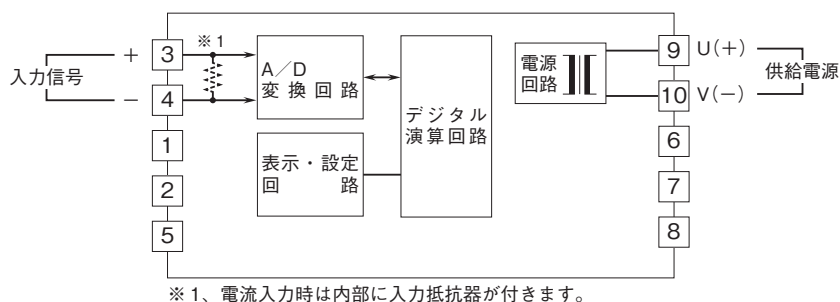 入力信号
+
−
3
4
1
2
5
※1
A/D
変換回路
表示・設定
回路
デジタル
演算回路
電源
回路
9
10
6
7
8
U(+)
V(−)
供給電源
※1、電流入力時は内部に入力抵抗器が付きます。